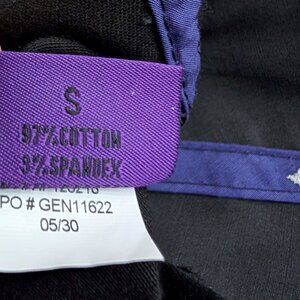 S
97%COTTON
3%SPANDEX
PO # GEN11622
05/30